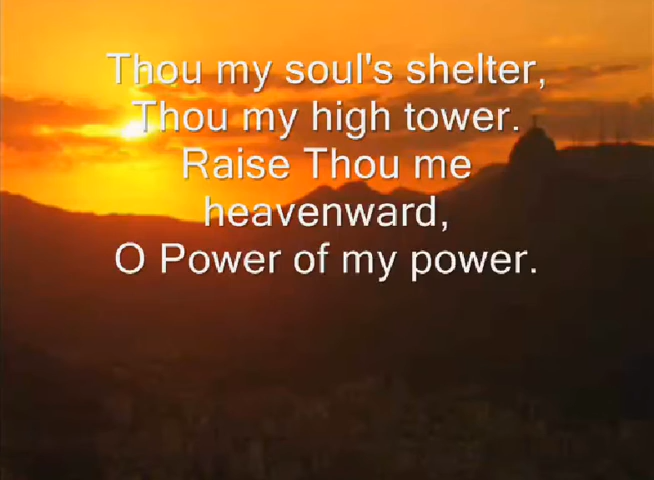 Thou my soul's shelter,
Thou my high tower.
Raise Thou me
heavenward,
O Power of my power.